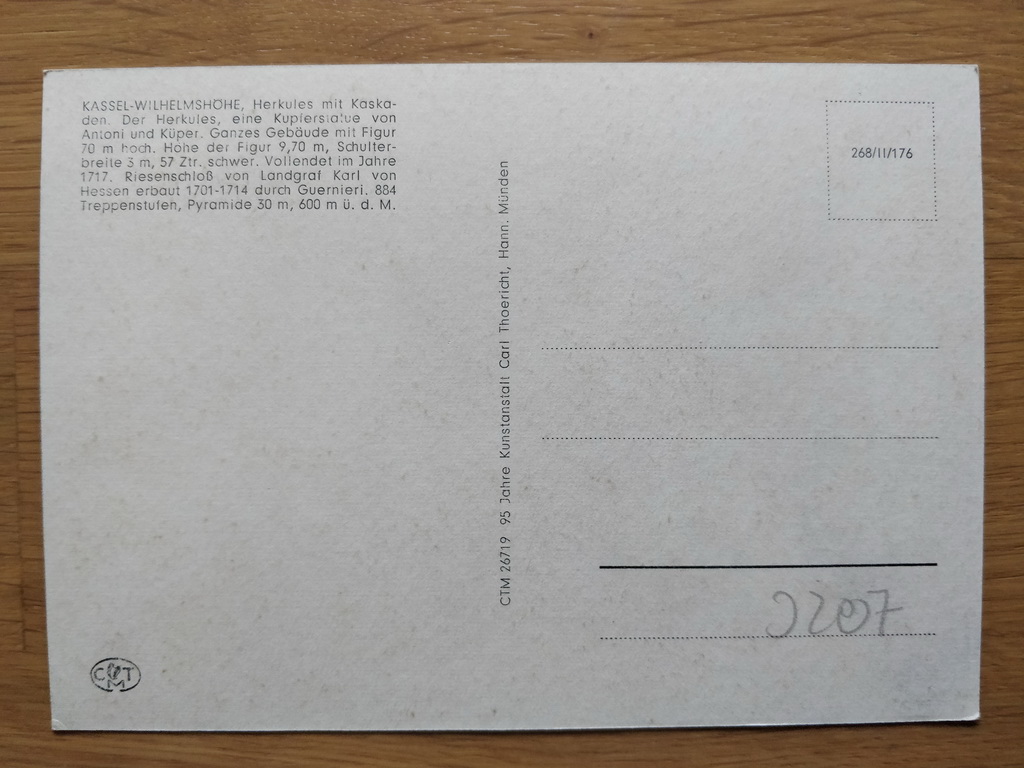 KASSEL-WILHELMSHÖHE, Herkules mit Kaska-
den. Der Herkules, eine Kupferstatue von
Antoni und Küper. Ganzes Gebäude mit Figur
70 m hoch. Höhe der Figur 9,70 m, Schulter-
breite 3 m, 57 Ztr. schwer. Vollendet im Jahre
1717. Riesenschloß von Landgraf Karl von
Hessen erbaut 1701-1714 durch Guernieri. 884
Treppenstufen, Pyramide 30 m, 600 m ü. d. M.
CTM 26719 95 Jahre Kunstanstalt Carl Thoericht, Hann. Münden
268/II/176
CTM